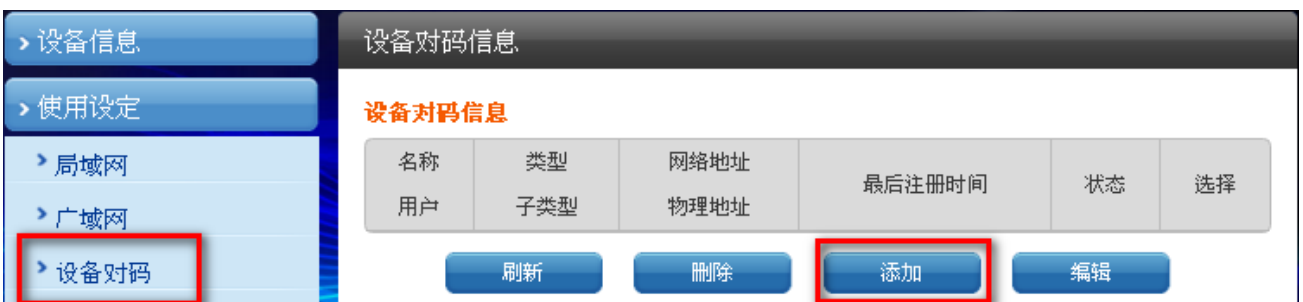 设备信息
使用设定
局域网
广域网
设备对码
设备对码信息
设备对码信息
名称 类型 网络地址 最后注册时间 状态 选择
用户 子类型 物理地址
刷新 删除 添加 编辑